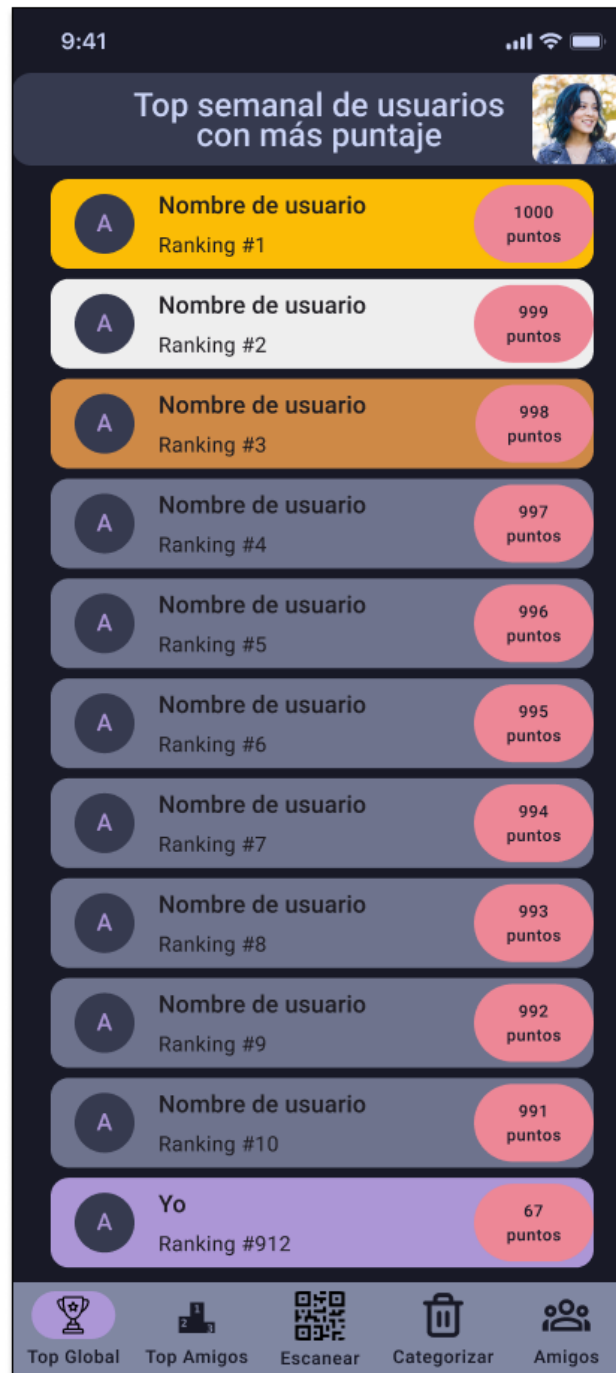 9:41
Top semanal de usuarios
con más puntaje
A
Nombre de usuario
Ranking #1
1000
puntos
A
Nombre de usuario
Ranking #2
999
puntos
A
Nombre de usuario
Ranking #3
998
puntos
A
Nombre de usuario
Ranking #4
997
puntos
A
Nombre de usuario
Ranking #5
996
puntos
A
Nombre de usuario
Ranking #6
995
puntos
A
Nombre de usuario
Ranking #7
994
puntos
A
Nombre de usuario
Ranking #8
993
puntos
A
Nombre de usuario
Ranking #9
992
puntos
A
Nombre de usuario
Ranking #10
991
puntos
A
Yo
Ranking #912
67
puntos
2 1 3
Top Global
Top Amigos
Escanear
Categorizar
Amigos